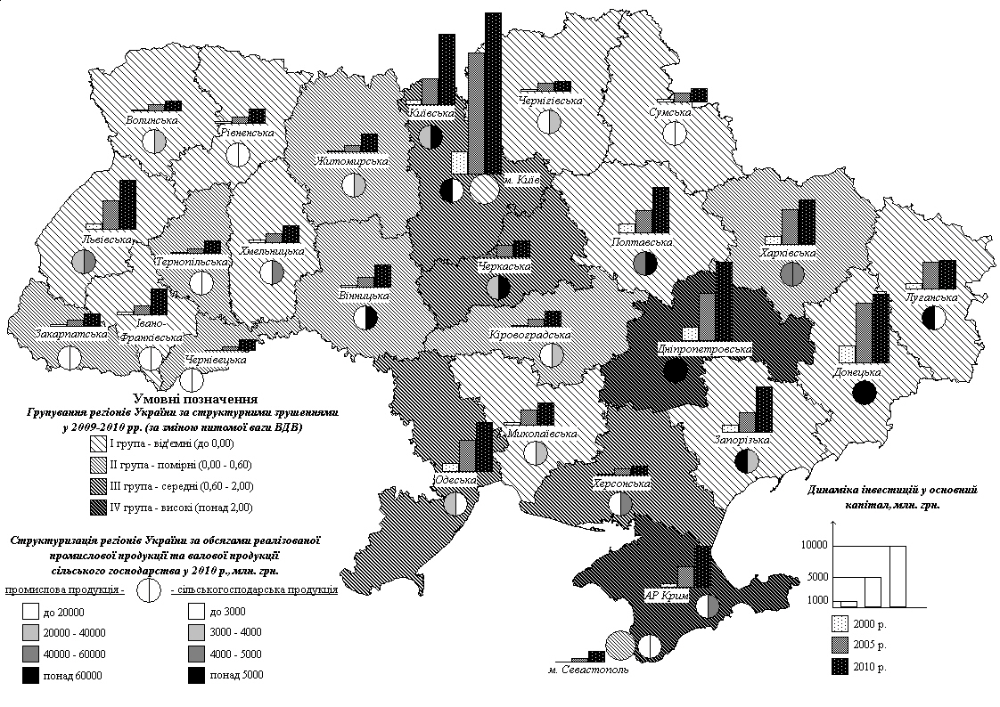 Чернігівська
Сумська
Київська
Волинська
Рівненська
Житомирська
м. Київ
Львівська
Тернопільська
Хмельницька
Полтавська
Харківська
Черкаська
Вінницька
Луганська
Закарпатська
Івано-
Франківська
Кіровоградська
Дніпропетровська
Чернівецька
Донецька
Миколаївська
Запорізька
Одеська
Херсонська
АР Крим
м. Севастополь
Умовні позначення
Групування регіонів України за структурними зрушеннями
у 2009-2010 рр. (за зміною питомої ваги ВДВ)
I група - від'ємні (до 0,00)
II група - помірні (0,00 - 0,60)
III група - середні (0,60 - 2,00)
IV група - високі (понад 2,00)
Структуризація регіонів України за обсягами реалізованої
промислової продукції та валової продукції
сільського господарства у 2010 р., млн. грн.
промислова продукція - - сільськогосподарська продукція
до 20000 до 3000
20000 - 40000 3000 - 4000
40000 - 60000 4000 - 5000
понад 60000 понад 5000
Динаміка інвестицій у основний
капітал, млн. грн.
10000
5000
1000
2000 р.
2005 р.
2010 р.